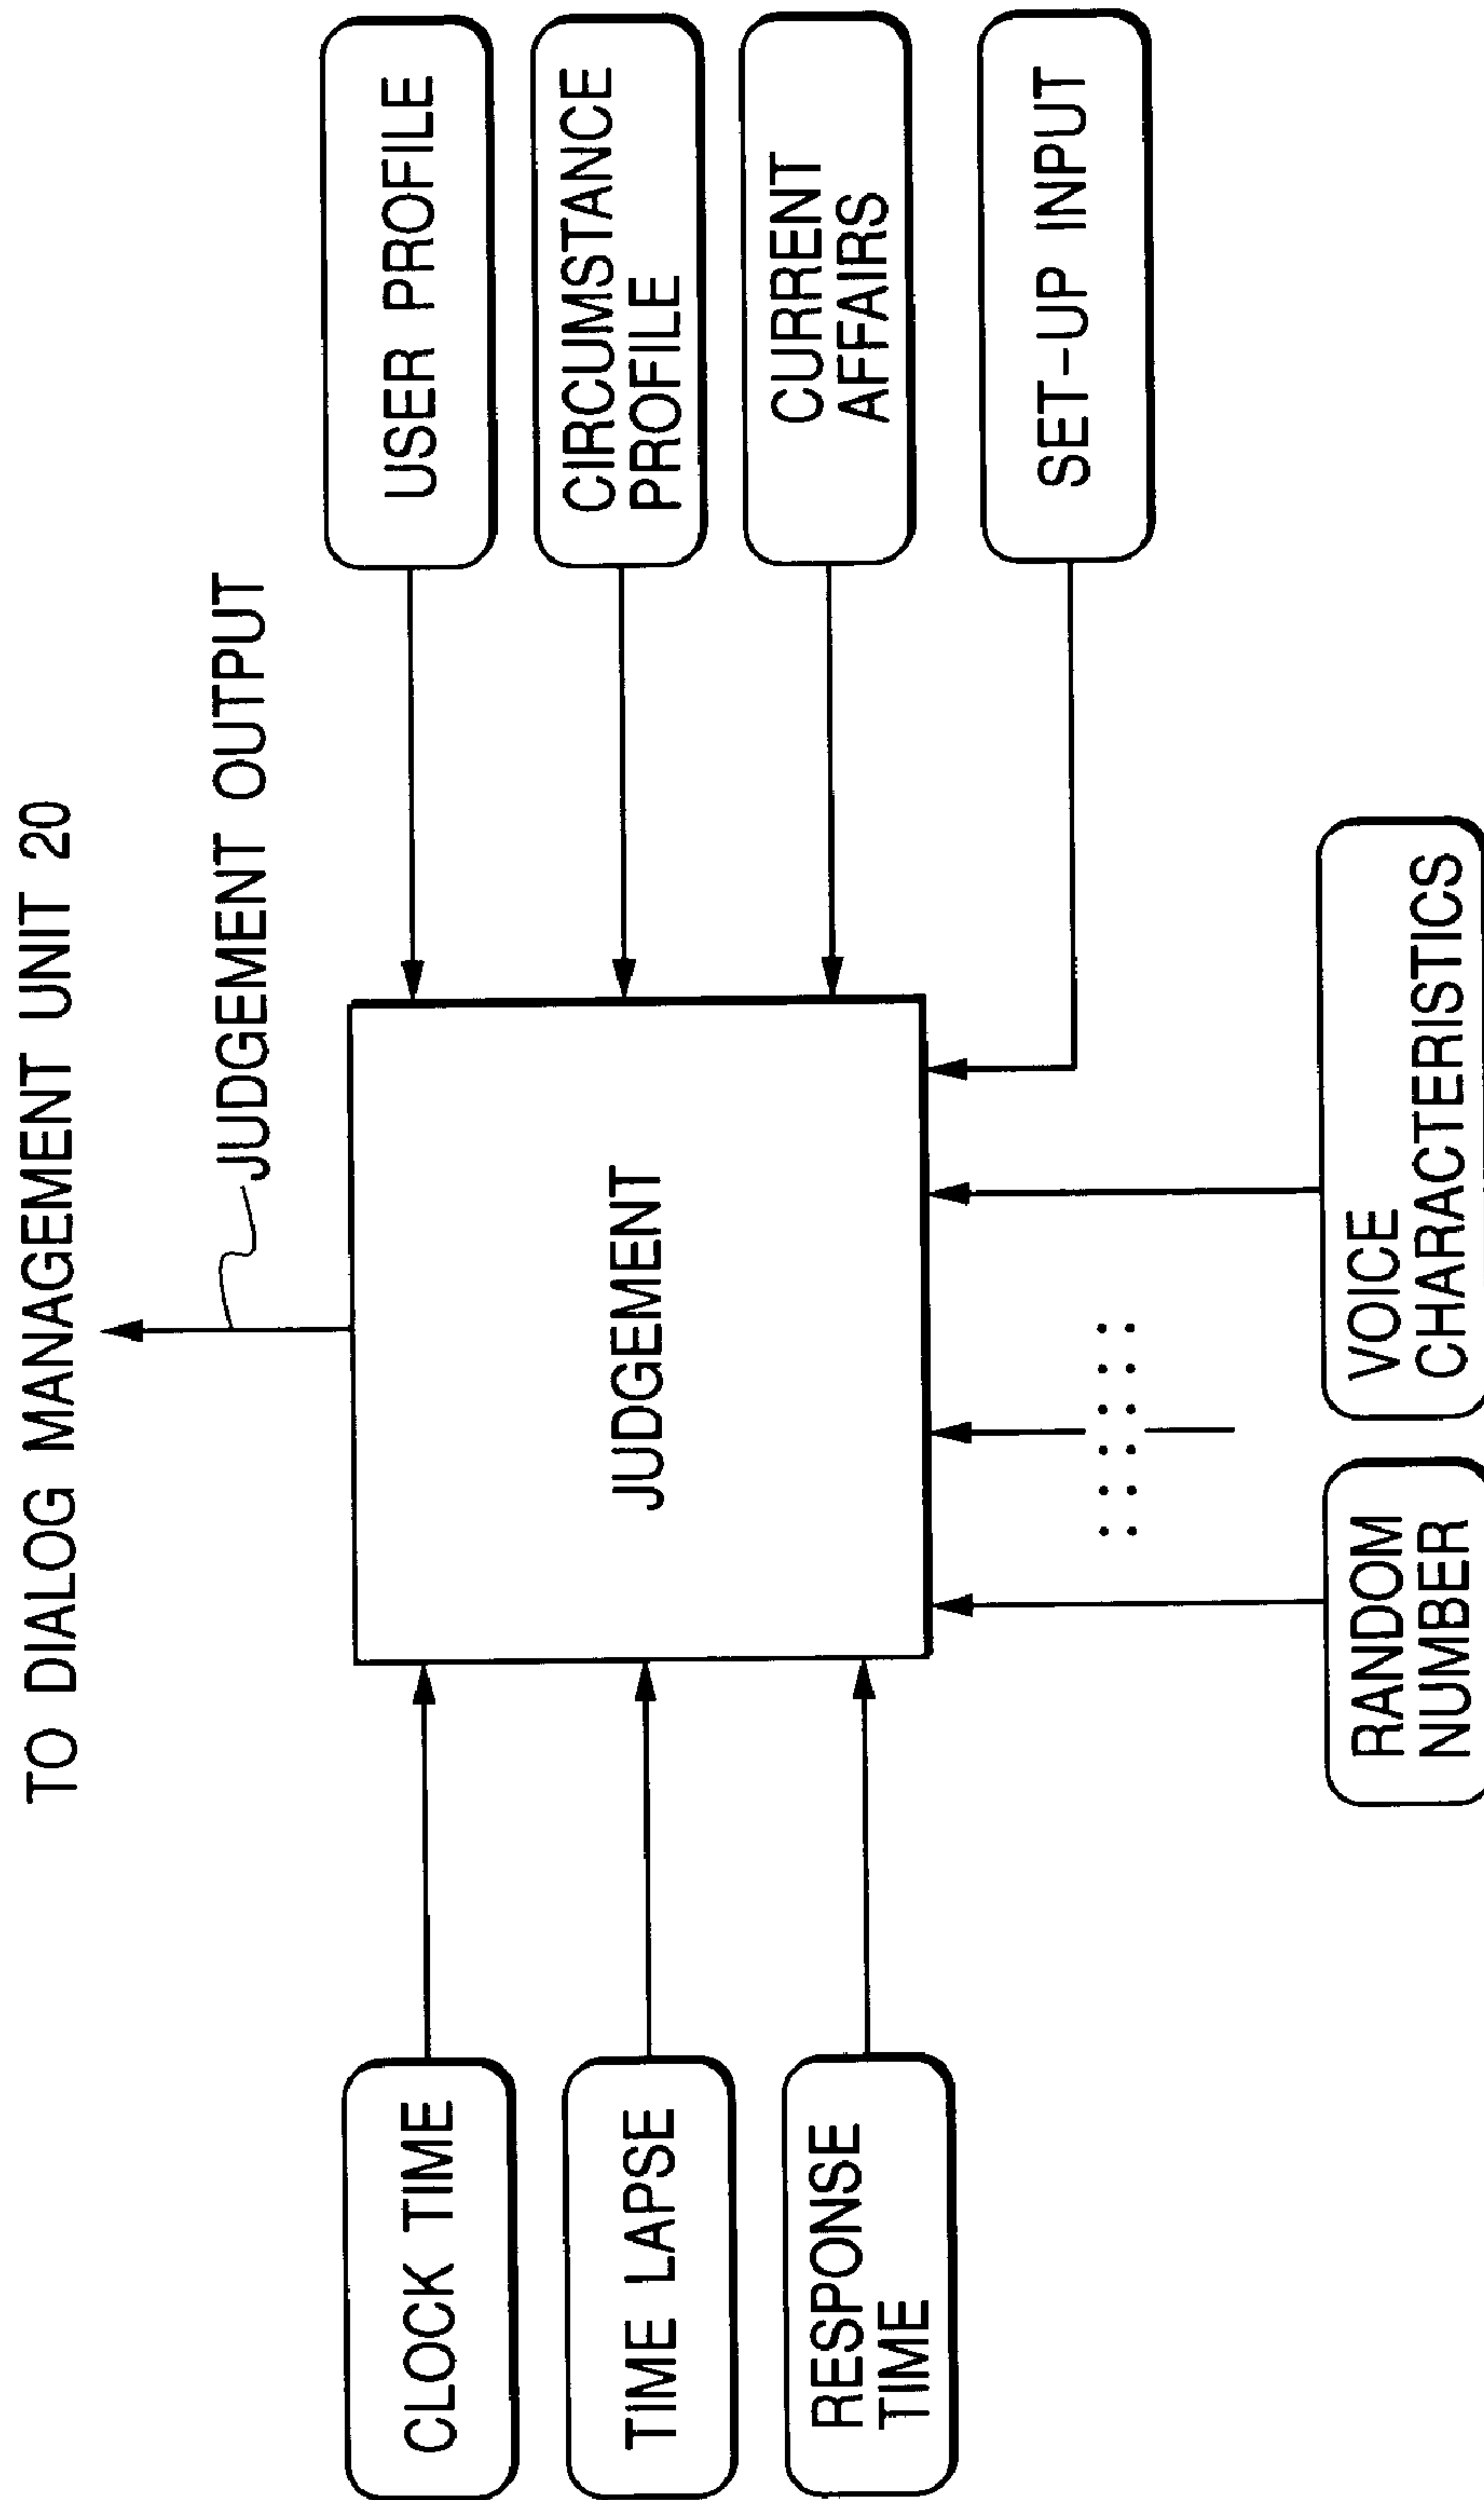 TO DIALOG MANAGEMENT UNIT 20
JUDGEMENT OUTPUT
CLOCK TIME
TIME LAPSE
RESPONSE
TIME
JUDGEMENT
USER PROFILE
CIRCUMSTANCE
PROFILE
CURRENT
AFFAIRS
SET-UP INPUT
RANDOM
NUMBER
VOICE
CHARACTERISTICS